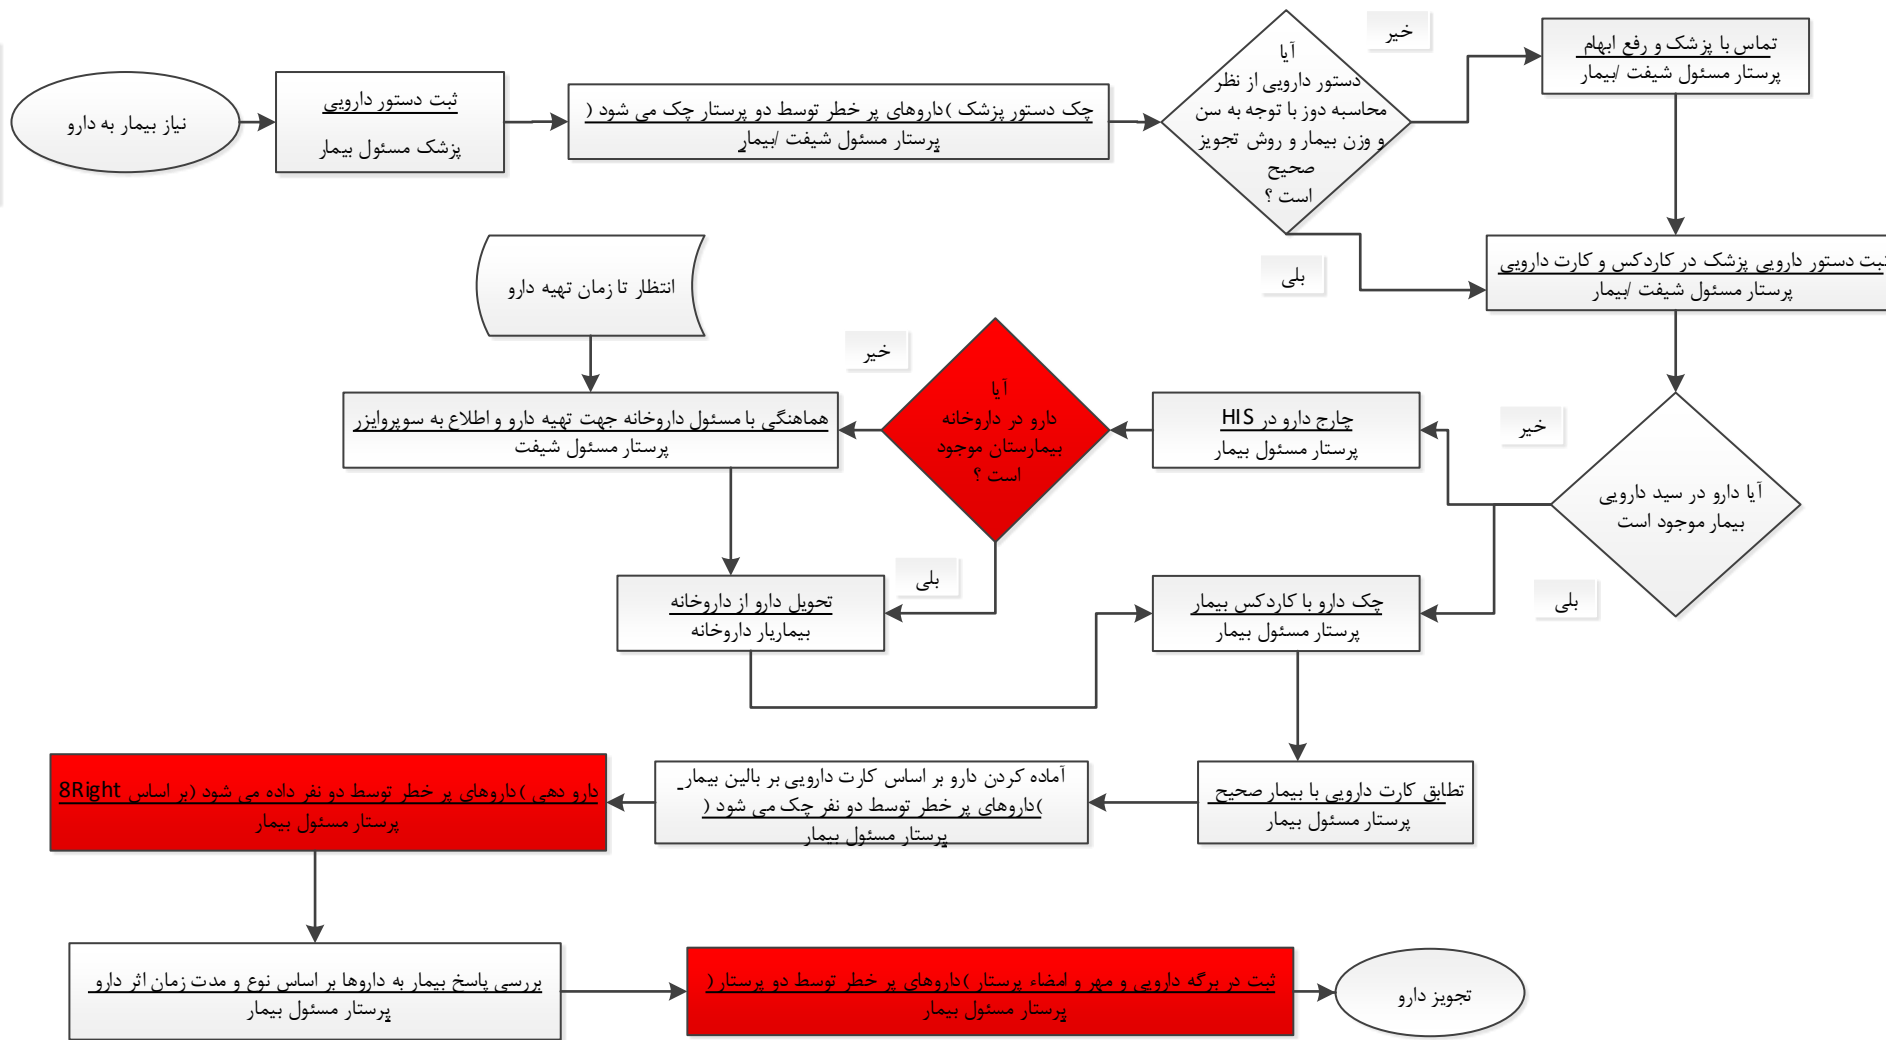 نیاز بیمار به دارو
ثبت دستور دارویی
پزشک مسئول بیمار
چک دستور پزشک )داروهای پر خطر توسط دو پرستار چک می شود (
پرستار مسئول شیفت /بیمار
آیا
دستور دارویی از نظر
محاسبه دوز با توجه به سن
و وزن بیمار و روش تجویز
صحیح
است ؟
خیر
تماس با پزشک و رفع ابهام
پرستار مسئول شیفت /بیمار
بلی
ثبت دستور دارویی پزشک در کاردکس و کارت دارویی
پرستار مسئول شیفت /بیمار
آیا دارو در سید دارویی
بیمار موجود است
خیر
چارج دارو در HIS
پرستار مسئول بیمار
آیا
دارو در داروخانه
بیمارستان موجود
است ؟
خیر
انتظار تا زمان تهیه دارو
هماهنگی با مسئول داروخانه جهت تهیه دارو و اطلاع به سوپروایزر
پرستار مسئول شیفت
بلی
تحویل دارو از داروخانه
بیماریار داروخانه
بلی
چک دارو با کاردکس بیمار
پرستار مسئول بیمار
تطابق کارت دارویی با بیمار صحیح
پرستار مسئول بیمار
آماده کردن دارو بر اساس کارت دارویی بر بالین بیمار
)داروهای پر خطر توسط دو نفر چک می شود (
پرستار مسئول بیمار
دارو دهی )داروهای پر خطر توسط دو نفر داده می شود (بر اساس 8Right
پرستار مسئول بیمار
بررسی پاسخ بیمار به داروها بر اساس نوع و مدت زمان اثر دارو
پرستار مسئول بیمار
ثبت در برگه دارویی و مهر و امضاء پرستار )داروهای پر خطر توسط دو پرستار (
پرستار مسئول بیمار
تجویز دارو